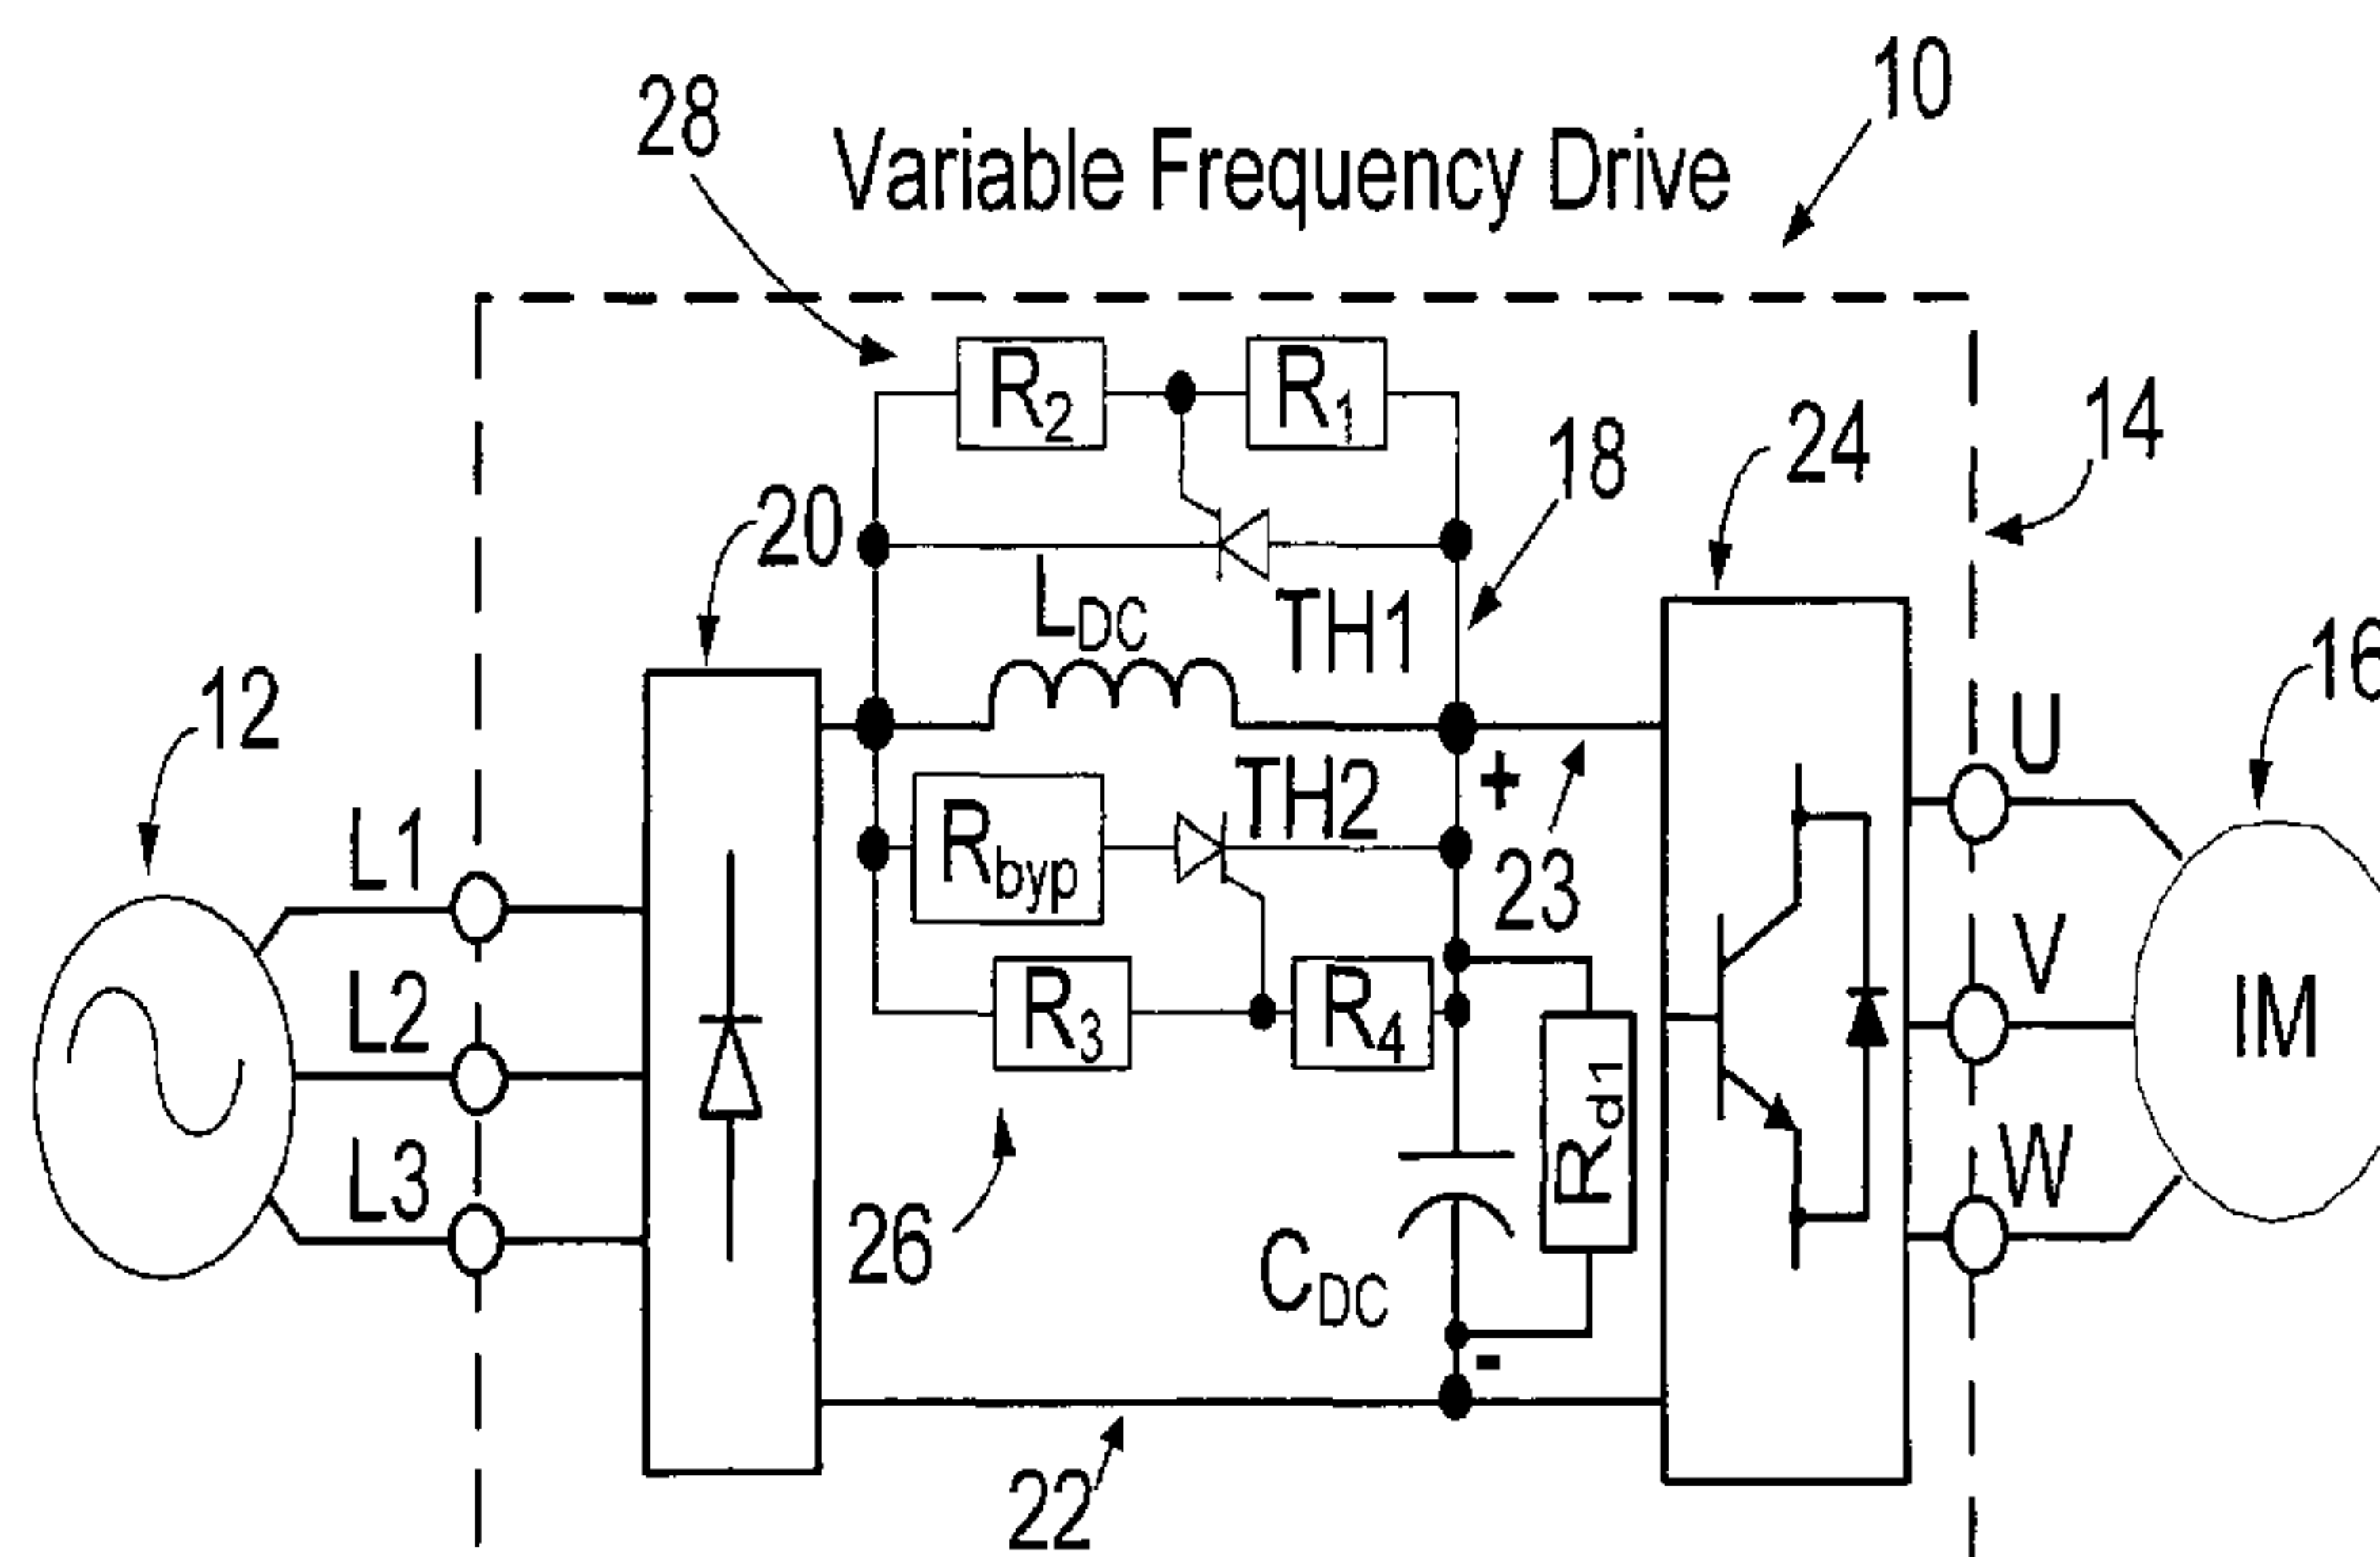 10
28
Variable Frequency Drive
R2
R1
18
24
14
20
LDC
TH1
16
12
U
TH2
+
L1
Rbyp
23
V
L2
R3
R4
IM
Rd1
L3
W
26
CDC
-
22